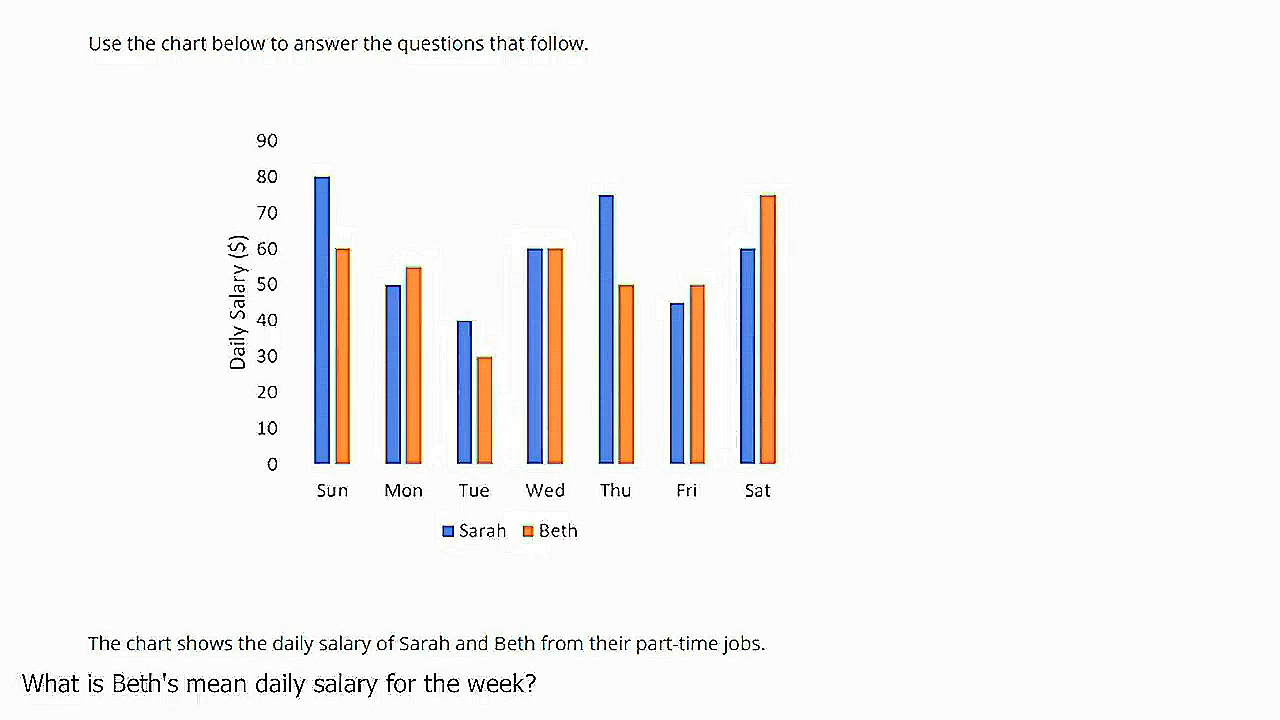 Use the chart below to answer the questions that follow.
90
80
70
60
50
40
30
20
10
0
Daily Salary ($)
Sun Mon Tue Wed Thu Fri Sat
Sarah Beth
The chart shows the daily salary of Sarah and Beth from their part-time jobs.
What is Beth's mean daily salary for the week?